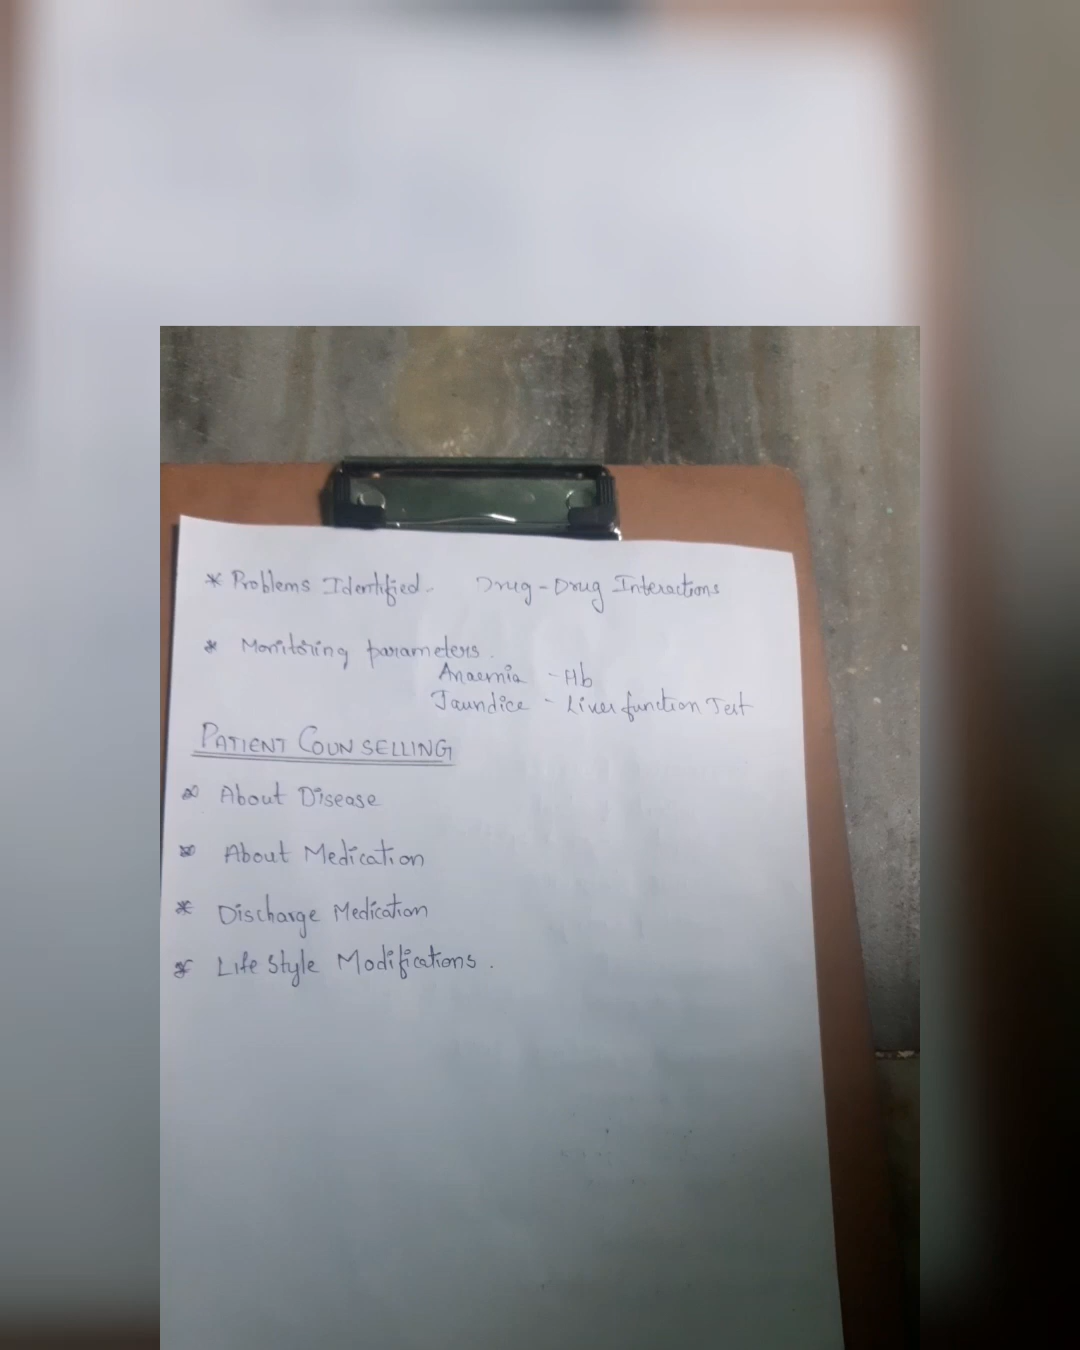 * Problems Identified. Drug-Drug Interactions
* Monitoring parameters.
Anaemia - Hb
Jaundice - Liver function Test
PATIENT COUNSELLING
* About Disease
* About Medication
* Discharge Medication
* Life Style Modifications.